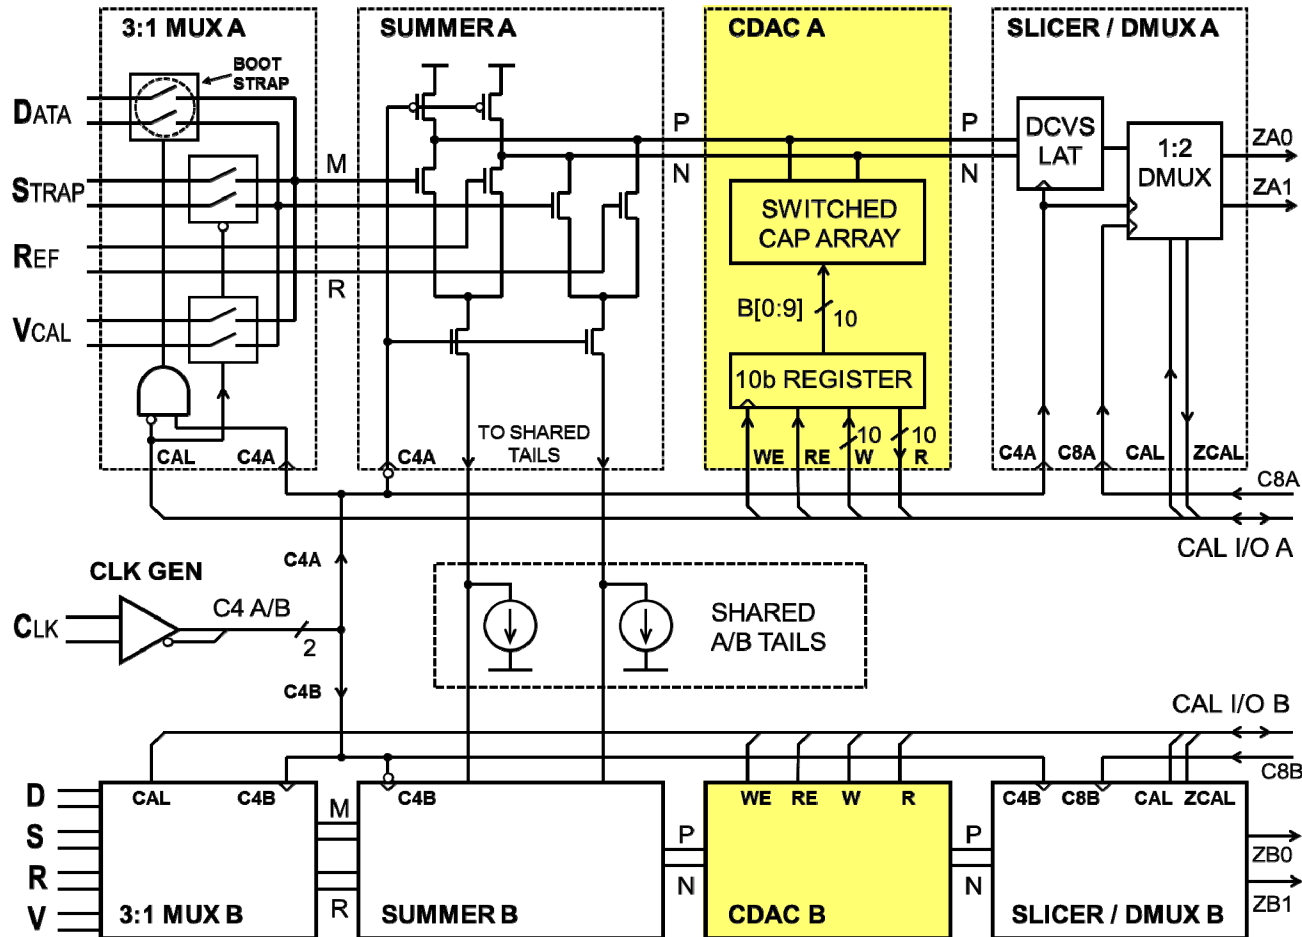 3:1 MUX A
SUMMER A
CDAC A
SLICER / DMUX A
BOOT
STRAP
DATA
STRAP
REF
VCAL
M
R
P
N
P
N
DCVS
LAT
1:2
DMUX
ZA0
ZA1
SWITCHED
CAP ARRAY
B[0:9]
10
10b REGISTER
10
10
TO SHARED
TAILS
CAL
C4A
C4A
WE
RE
W
R
C4A
C8A
CAL
ZCAL
C8A
CAL I/O A
CLK GEN
CLK
C4 A/B
2
C4A
C4B
SHARED
A/B TAILS
CAL I/O B
C8B
D
S
R
V
CAL
C4B
3:1 MUX B
M
R
C4B
SUMMER B
P
N
WE
RE
W
R
CDAC B
P
N
C4B
C8B
CAL
ZCAL
SLICER / DMUX B
ZB0
ZB1